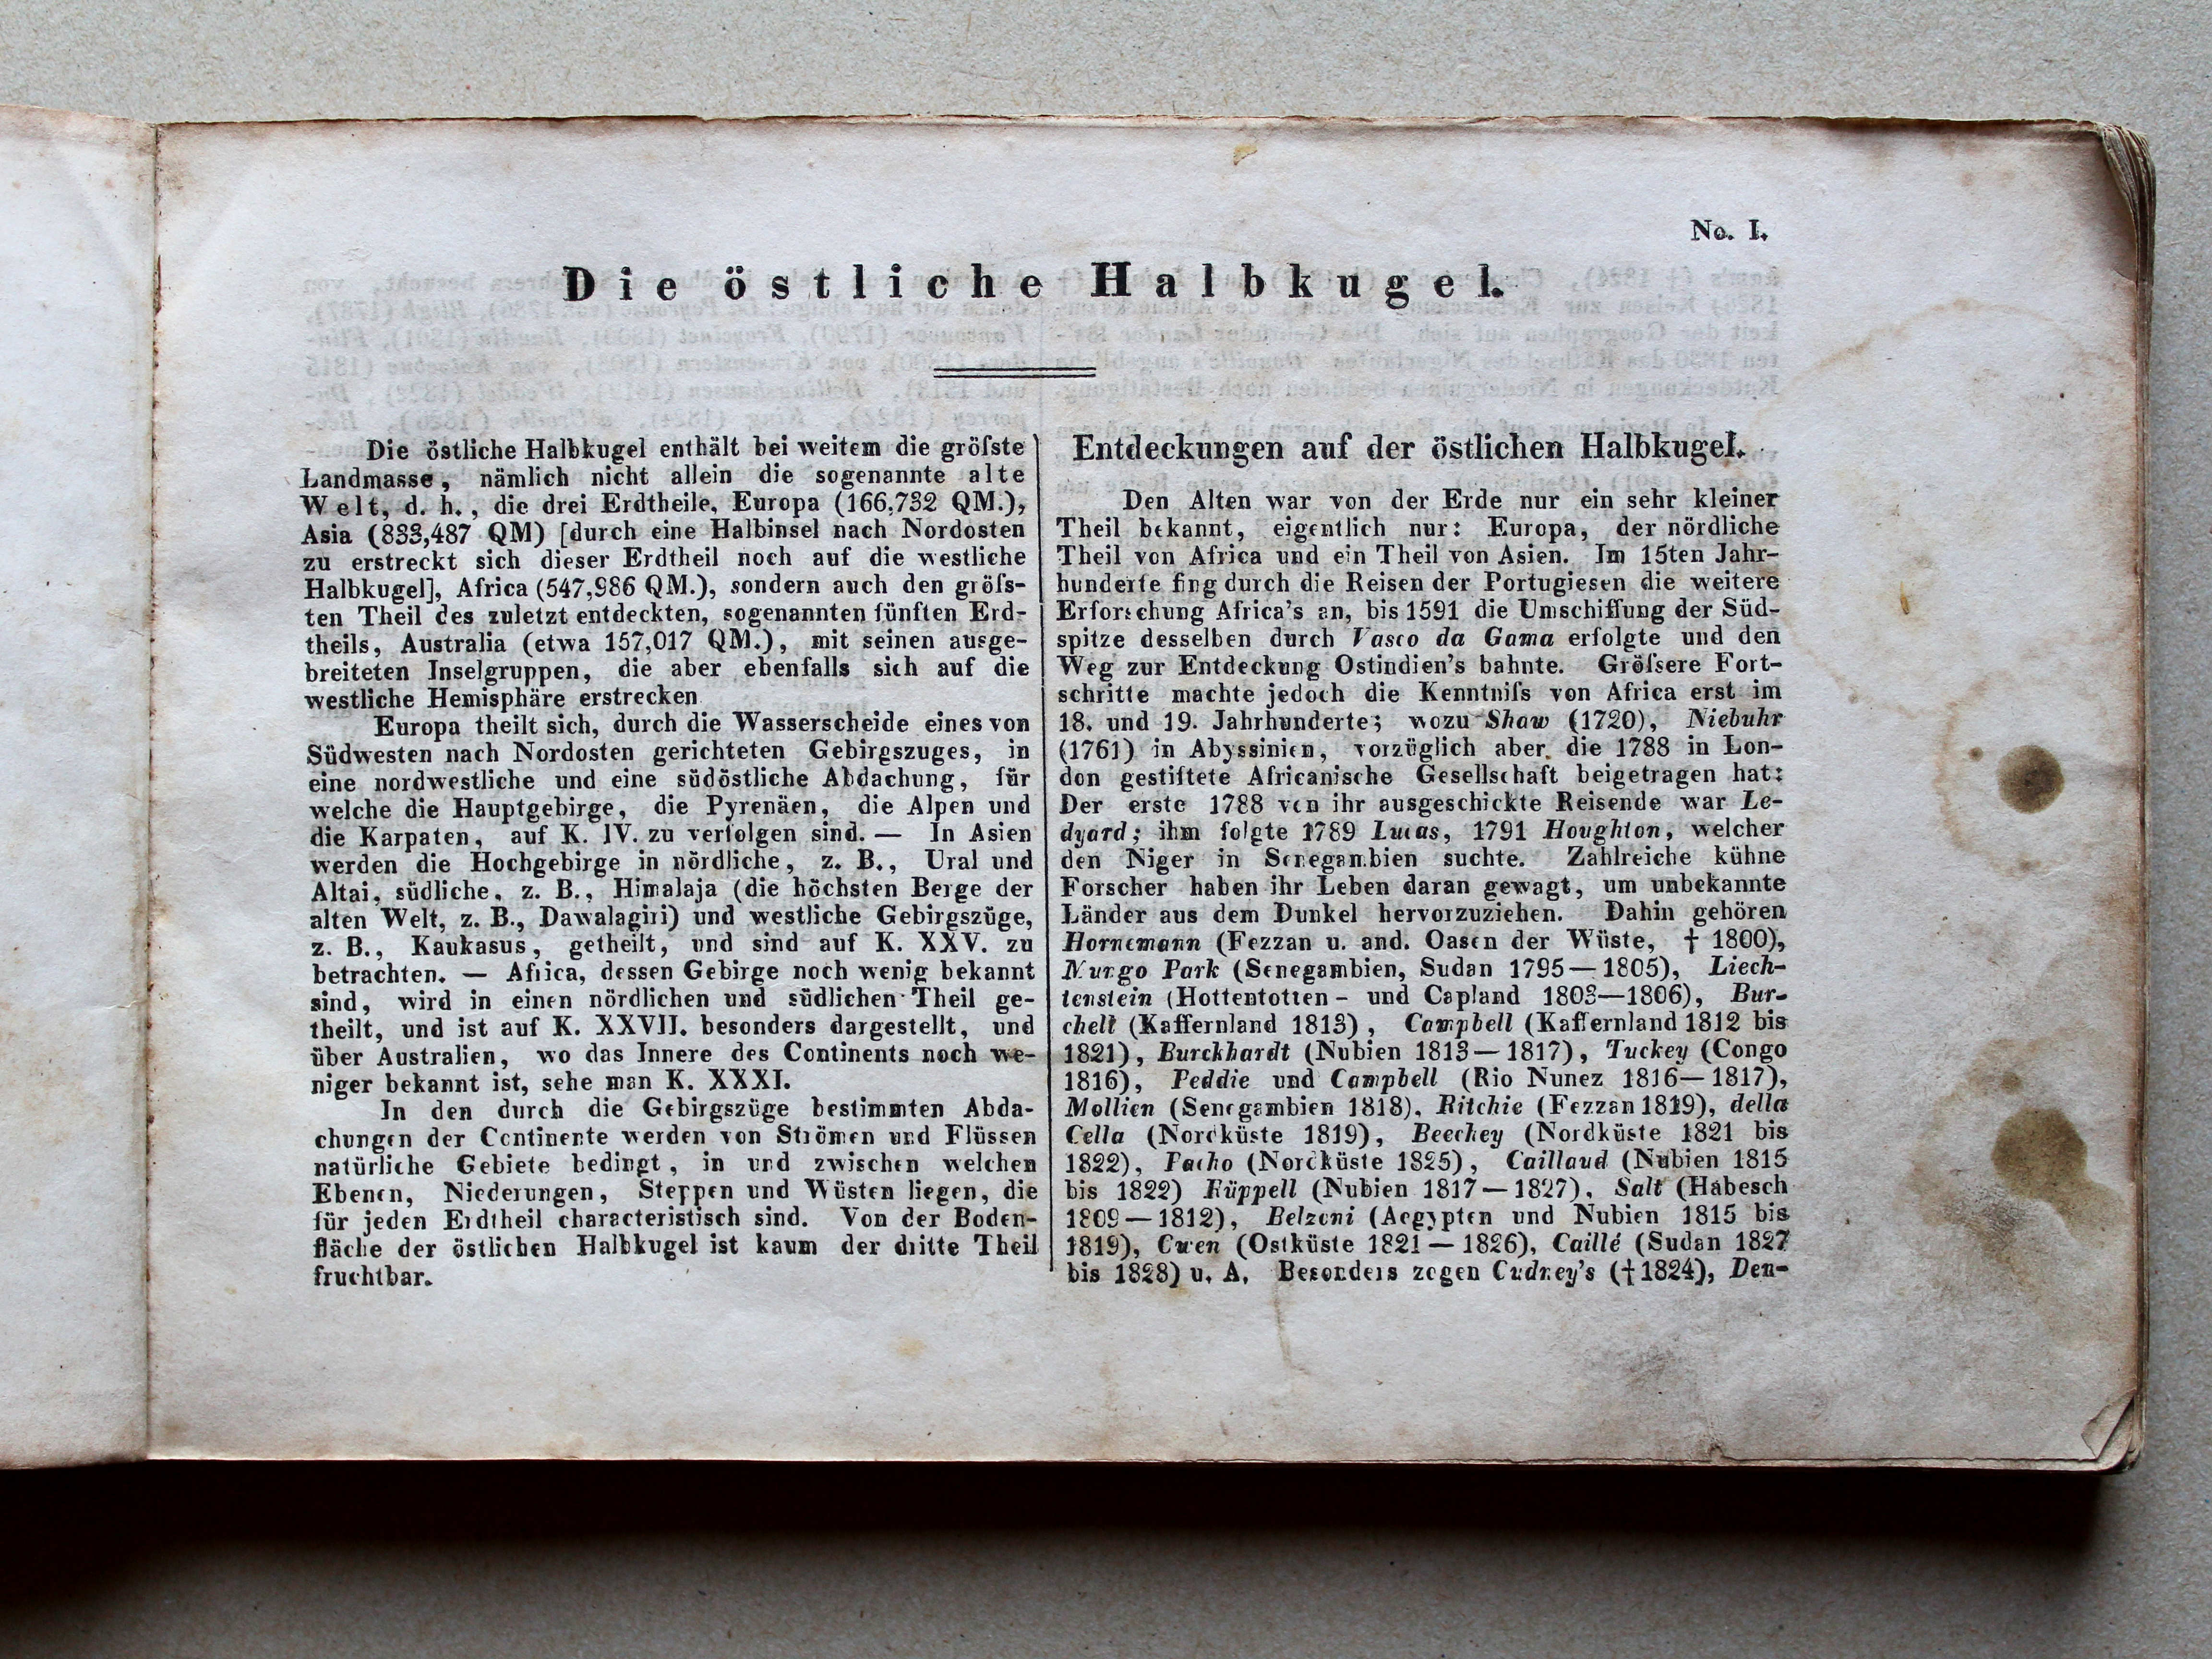 No. I.
Die östliche Halbkugel.
Die östliche Halbkugel enthält bei weitem die gröſste
Landmasse, nämlich nicht allein die sogenannte alte
Welt, d. h., die drei Erdtheile, Europa (166,732 QM.),
Asia (833,487 QM) [durch eine Halbinsel nach Nordosten
zu erstreckt sich dieser Erdtheil noch auf die westliche
Halbkugel], Africa (547,986 QM.), sondern auch den gröſs-
ten Theil des zuletzt entdeckten, sogenannten fünften Erd-
theils, Australia (etwa 157,017 QM.), mit seinen ausge-
breiteten Inselgruppen, die aber ebenfalls sich auf die
westliche Hemisphäre erstrecken
Europa theilt sich, durch die Wasserscheide eines von
Südwesten nach Nordosten gerichteten Gebirgszuges, in
eine nordwestliche und eine südöstliche Abdachung, für
welche die Hauptgebirge, die Pyrenäen, die Alpen und
die Karpaten, auf K. IV. zu verfolgen sind. — In Asien
werden die Hochgebirge in nördliche, z. B., Ural und
Altai, südliche, z. B., Himalaja (die höchsten Berge der
alten Welt, z. B., Dawalagiri) und westliche Gebirgszüge,
z. B., Kaukasus, getheilt, und sind auf K. XXV. zu
betrachten. — Africa, dessen Gebirge noch wenig bekannt
sind, wird in einen nördlichen und südlichen Theil ge-
theilt, und ist auf K. XXVII. besonders dargestellt, und
über Australien, wo das Innere des Continents noch we-
niger bekannt ist, sehe man K. XXXI.
In den durch die Gebirgszüge bestimmten Abda-
chungen der Continente werden von Strömen und Flüssen
natürliche Gebiete bedingt, in und zwischen welchen
Ebenen, Niederungen, Steppen und Wüsten liegen, die
für jeden Erdtheil characteristisch sind. Von der Boden-
fläche der östlichen Halbkugel ist kaum der dritte Theil
fruchtbar.
Entdeckungen auf der östlichen Halbkugel.
Den Alten war von der Erde nur ein sehr kleiner
Theil bekannt, eigentlich nur: Europa, der nördliche
Theil von Africa und ein Theil von Asien. Im 15ten Jahr-
hunderte fing durch die Reisen der Portugiesen die weitere
Erforschung Africa's an, bis 1591 die Umschiffung der Süd-
spitze desselben durch Vasco da Gama erfolgte und den
Weg zur Entdeckung Ostindien's bahnte. Gröſsere Fort-
schritte machte jedoch die Kenntniſs von Africa erst im
18. und 19. Jahrhunderte; wozu Shaw (1720), Niebuhr
(1761) in Abyssinien, vorzüglich aber die 1788 in Lon-
don gestiftete Africanische Gesellschaft beigetragen hat:
Der erste 1788 von ihr ausgeschickte Reisende war Le-
dyard; ihm folgte 1789 Lucas, 1791 Houghton, welcher
den Niger in Senegambien suchte. Zahlreiche kühne
Forscher haben ihr Leben daran gewagt, um unbekannte
Länder aus dem Dunkel hervorzuziehen. Dahin gehören
Hornemann (Fezzan u. and. Oasen der Wüste, † 1800),
Mungo Park (Senegambien, Sudan 1795—1805), Liech-
tenstein (Hottentotten- und Capland 1803—1806), Bur-
chell (Kaffernland 1813), Campbell (Kaffernland 1812 bis
1821), Burckhardt (Nubien 1813—1817), Tuckey (Congo
1816), Peddie und Campbell (Rio Nunez 1816—1817),
Mollien (Senegambien 1818), Ritchie (Fezzan 1819), della
Cella (Nordküste 1819), Beechey (Nordküste 1821 bis
1822), Pacho (Nordküste 1825), Caillaud (Nubien 1815
bis 1822) Rüppell (Nubien 1817—1827), Salt (Habesch
1809—1812), Belzoni (Aegypten und Nubien 1815 bis
1819), Owen (Ostküste 1821—1826), Caillé (Sudan 1827
bis 1828) u. A. Besonders zogen Oudney's († 1824), Den-